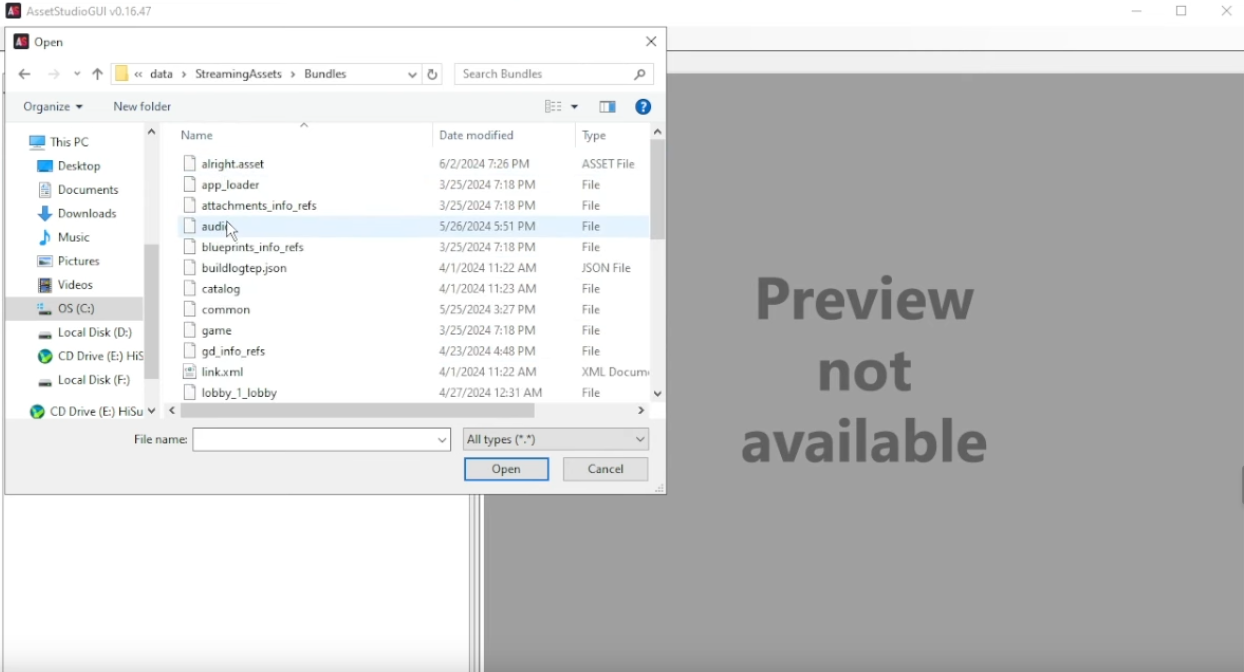 AssetStudioGUI v0.16.47
Open
data > StreamingAssets > Bundles
Search Bundles
Organize
New folder
Name Date modified Type
This PC
Desktop
Documents
Downloads
Music
Pictures
Videos
OS (C:)
Local Disk (D:)
CD Drive (E:) HiS
Local Disk (F:)
CD Drive (E:) HiSu
alright.asset 6/2/2024 7:26 PM ASSET File
app_loader 3/25/2024 7:18 PM File
attachments_info_refs 3/25/2024 7:18 PM File
audio 5/26/2024 5:51 PM File
blueprints_info_refs 3/25/2024 7:18 PM File
buildlogtep.json 4/1/2024 11:22 AM JSON File
catalog 4/1/2024 11:23 AM File
common 5/25/2024 3:27 PM File
game 3/25/2024 7:18 PM File
gd_info_refs 4/23/2024 4:48 PM File
link.xml 4/1/2024 11:22 AM XML Docum
lobby_1_lobby 4/27/2024 12:31 AM File
File name:
All types (*.*)
Open
Cancel
Preview
not
available